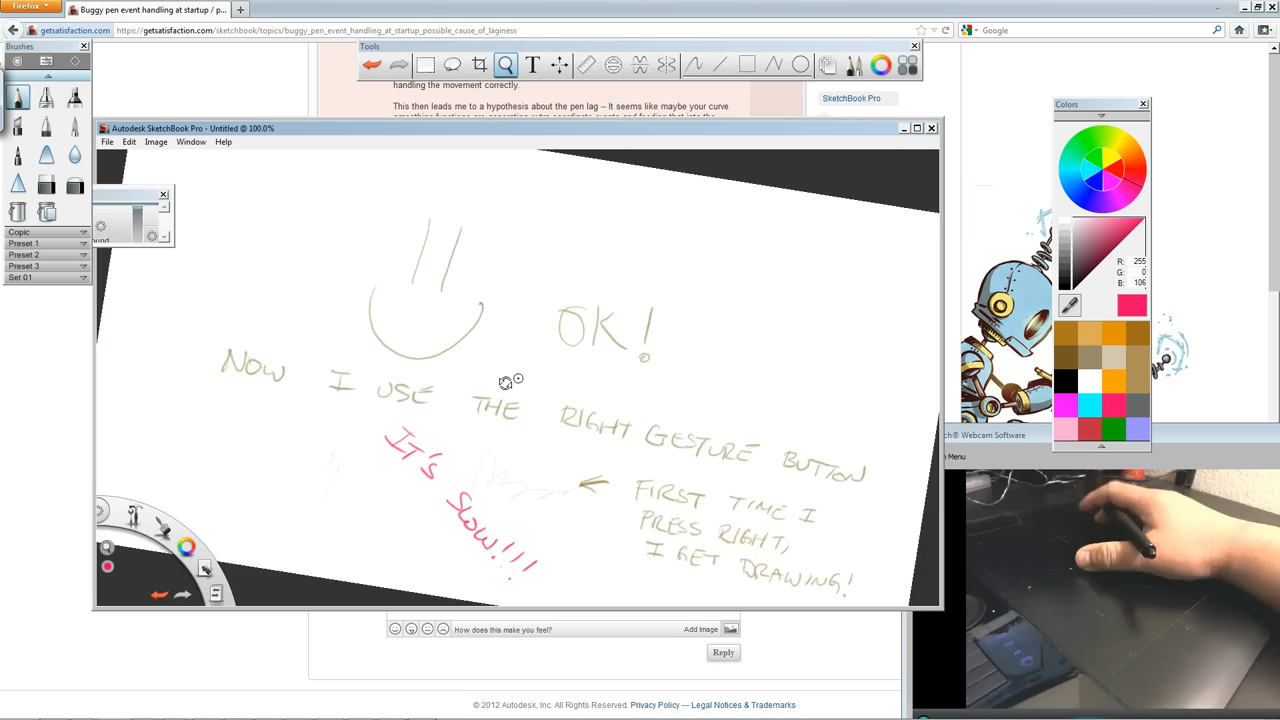 Firefox
Buggy pen event handling at startup / p...
getsatisfaction.com
https://getsatisfaction.com/sketchbook/topics/buggy_pen_event_handling_at_startup_possible_cause_of_laginess
Google
Brushes
Tools
handling the movement correctly.
This then leads me to a hypothesis about the pen lag -- It seems like maybe your curve
SketchBook Pro
Colors
Autodesk SketchBook Pro - Untitled @ 100.0%
File Edit Image Window Help
Copic
Preset 1
Preset 2
Preset 3
Set 01
R: 255
G: 0
B: 106
OK!
NOW I USE THE RIGHT GESTURE BUTTON
IT'S
SLOW!!!
FIRST TIME I
PRESS RIGHT,
I GET DRAWING!
Webcam Software
Menu
How does this make you feel?
Add Image
Reply
© 2012 Autodesk, Inc. All Rights Reserved. Privacy Policy — Legal Notices & Trademarks